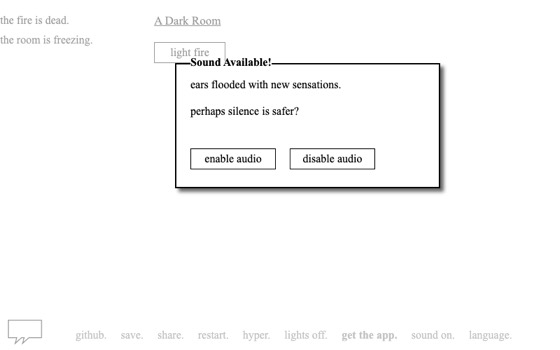 the fire is dead.
the room is freezing.
A Dark Room
light fire
Sound Available!
ears flooded with new sensations.
perhaps silence is safer?
enable audio disable audio
github. save. share. restart. hyper. lights off. get the app. sound on. language.